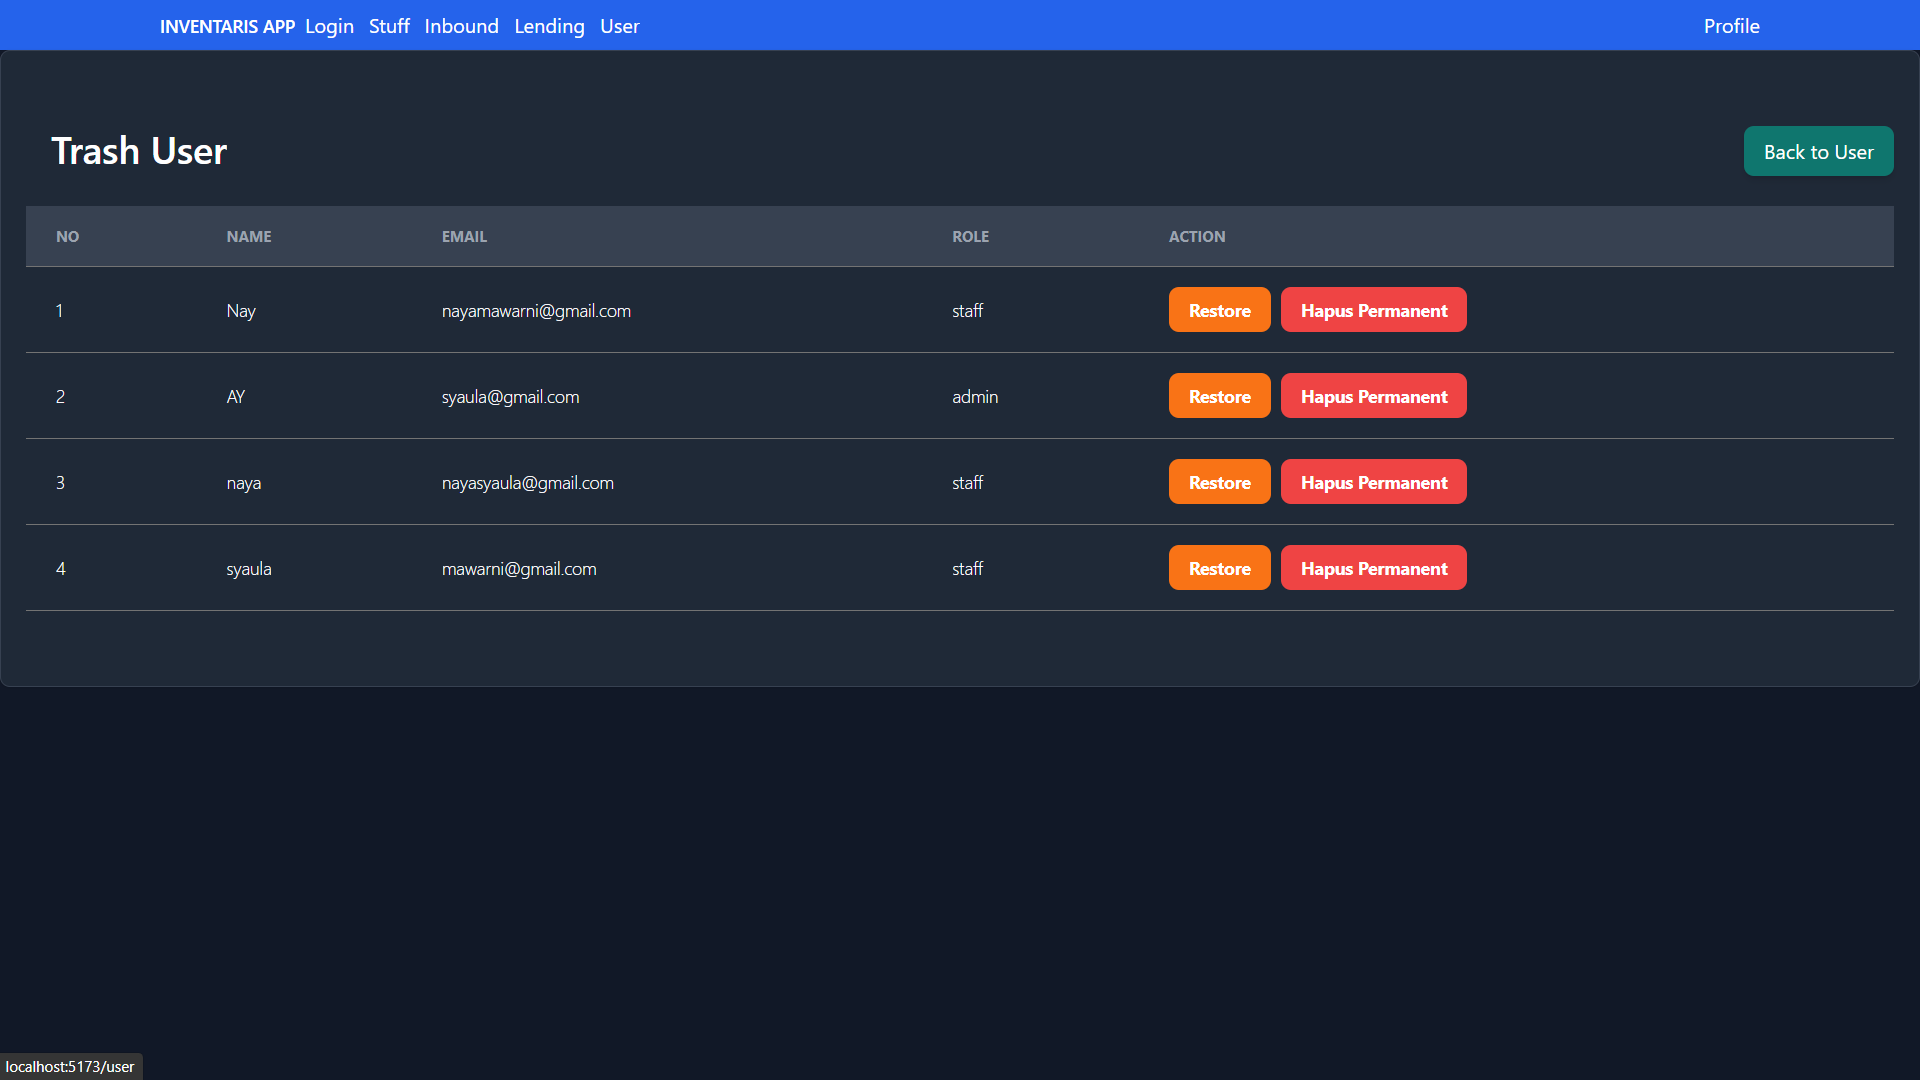 INVENTARIS APP Login Stuff Inbound Lending User Profile
Trash User Back to User
NO NAME EMAIL ROLE ACTION
1 Nay nayamawarni@gmail.com staff Restore Hapus Permanent
2 AY syaula@gmail.com admin Restore Hapus Permanent
3 naya nayasyaula@gmail.com staff Restore Hapus Permanent
4 syaula mawarni@gmail.com staff Restore Hapus Permanent
localhost:5173/user